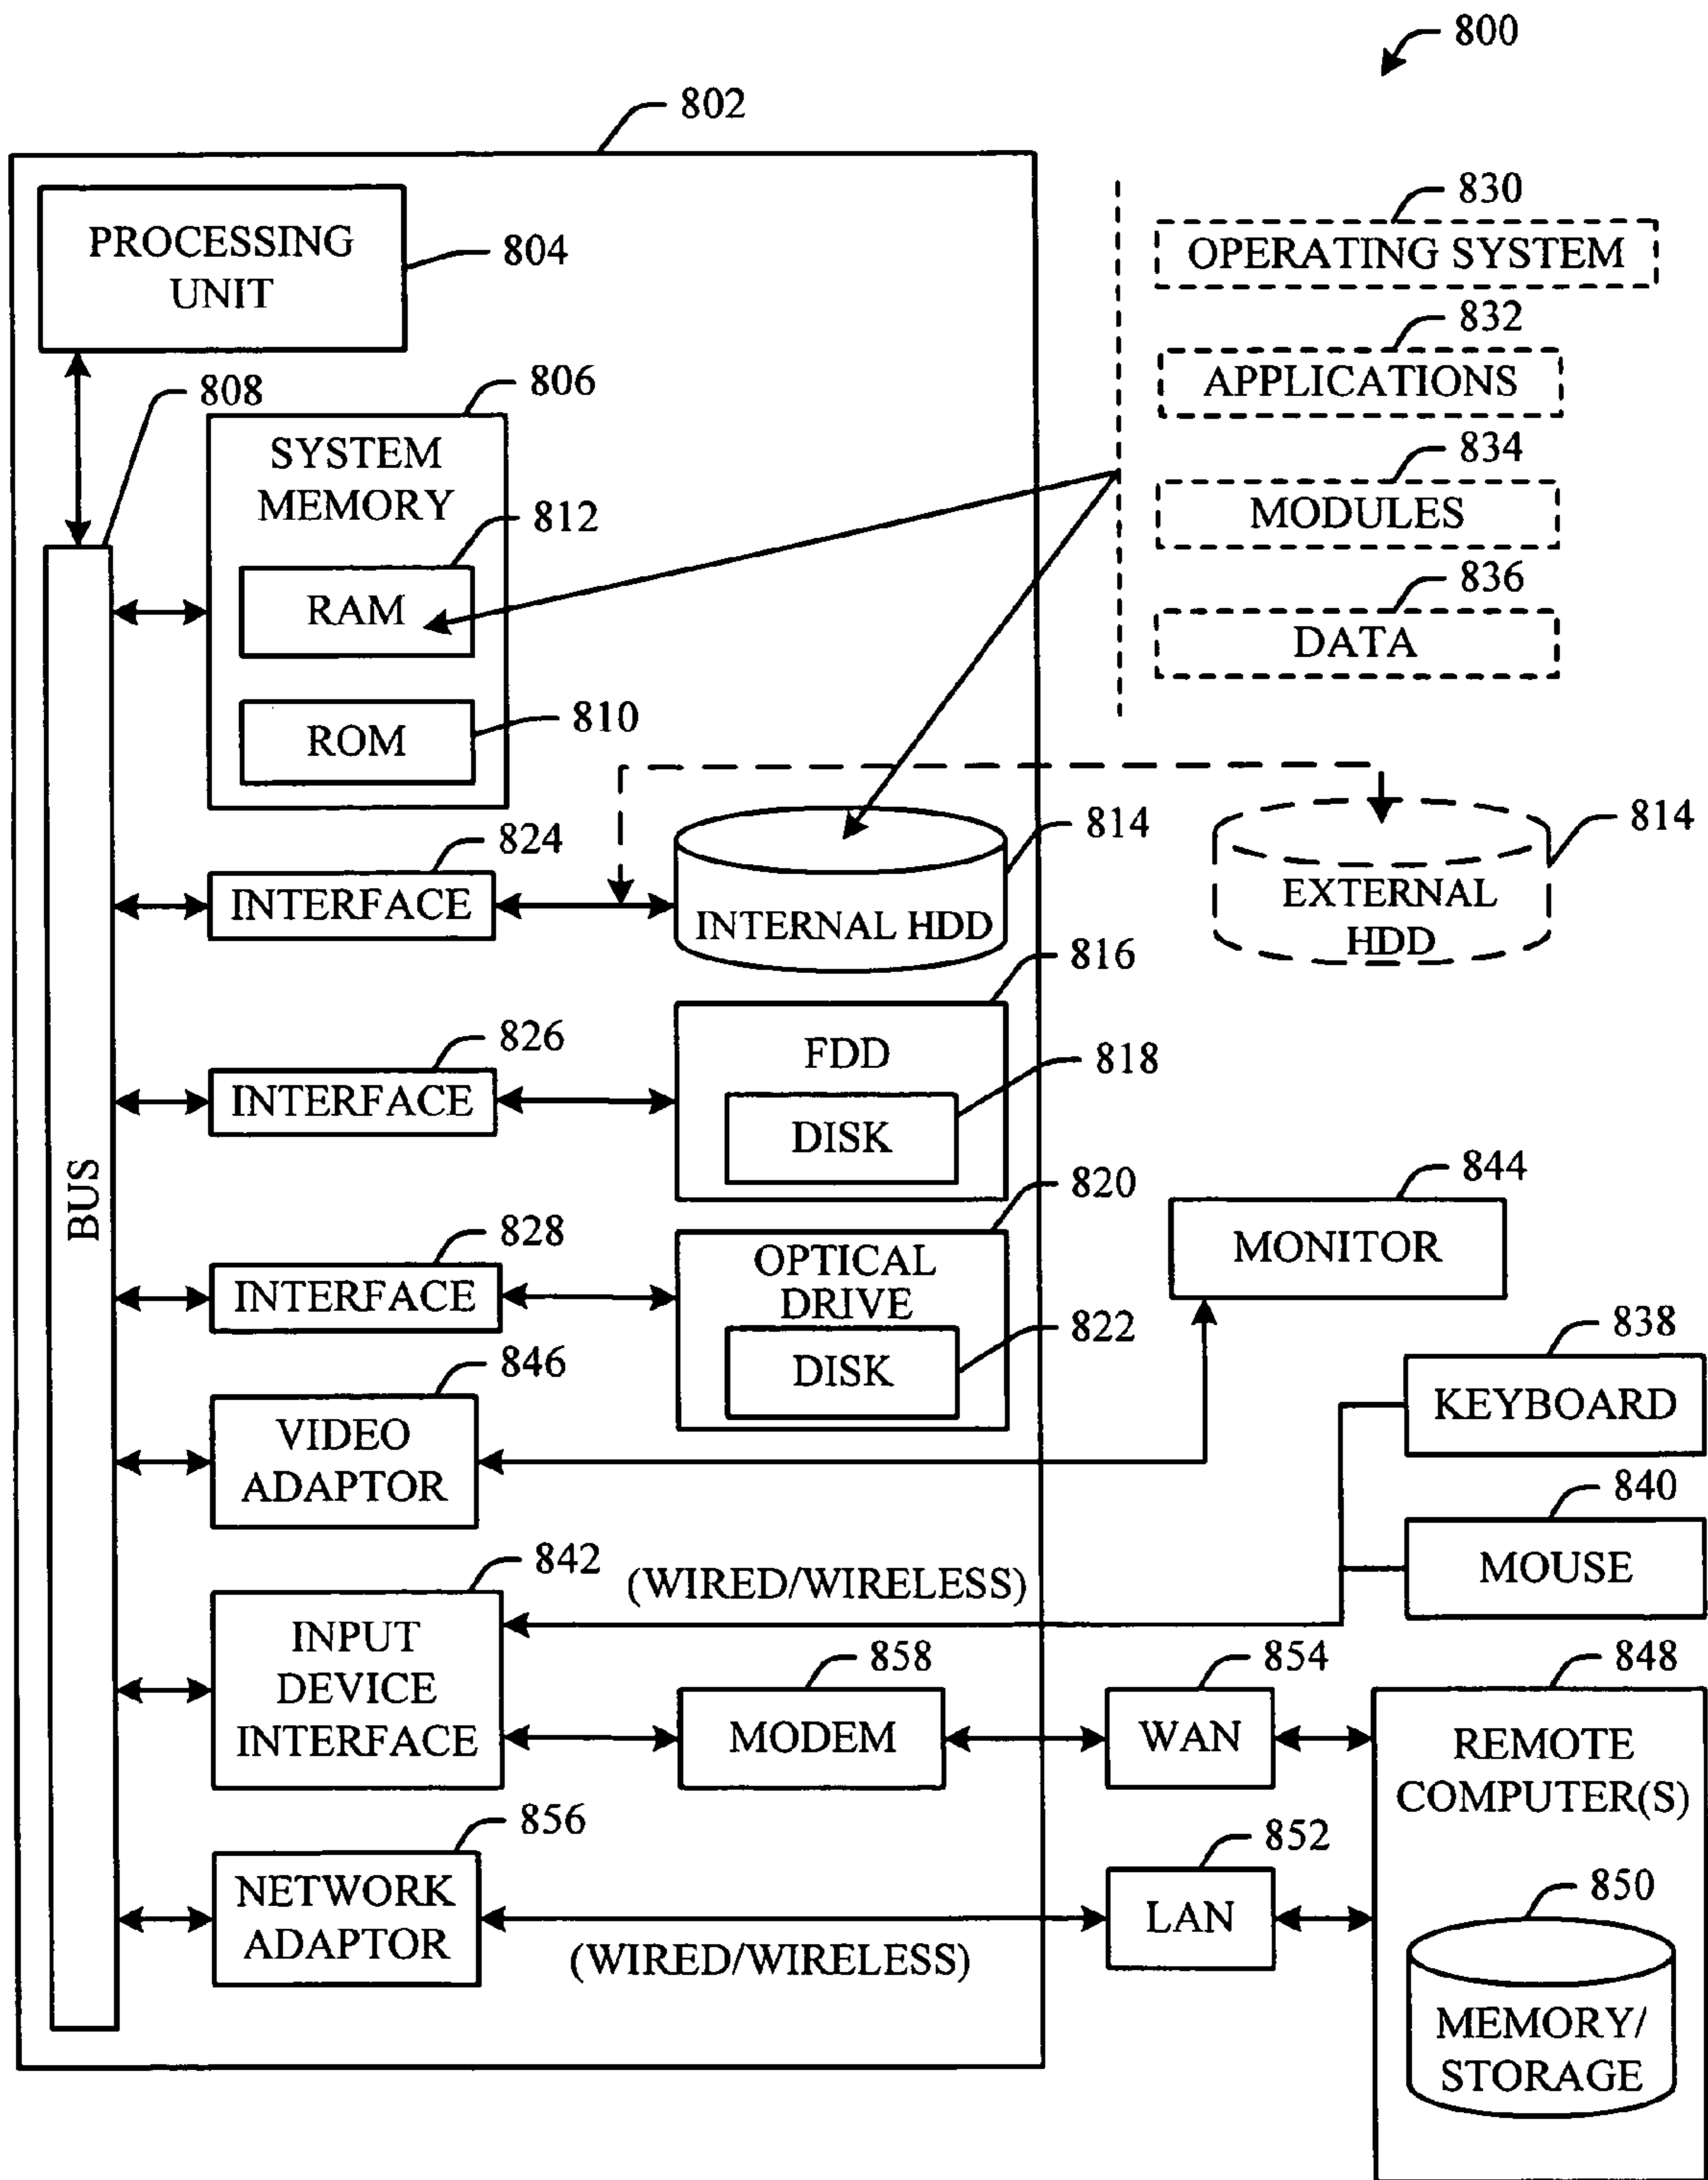 800
802
PROCESSING
UNIT
804
830
OPERATING SYSTEM
832
APPLICATIONS
834
MODULES
836
DATA
808
806
SYSTEM
MEMORY
812
RAM
810
ROM
824
INTERFACE
814
INTERNAL HDD
814
EXTERNAL
HDD
816
FDD
818
DISK
826
INTERFACE
BUS
820
OPTICAL
DRIVE
822
DISK
828
INTERFACE
844
MONITOR
846
VIDEO
ADAPTOR
838
KEYBOARD
840
MOUSE
842
INPUT
DEVICE
INTERFACE
(WIRED/WIRELESS)
858
MODEM
854
WAN
848
REMOTE
COMPUTER(S)
856
NETWORK
ADAPTOR
(WIRED/WIRELESS)
852
LAN
850
MEMORY/
STORAGE